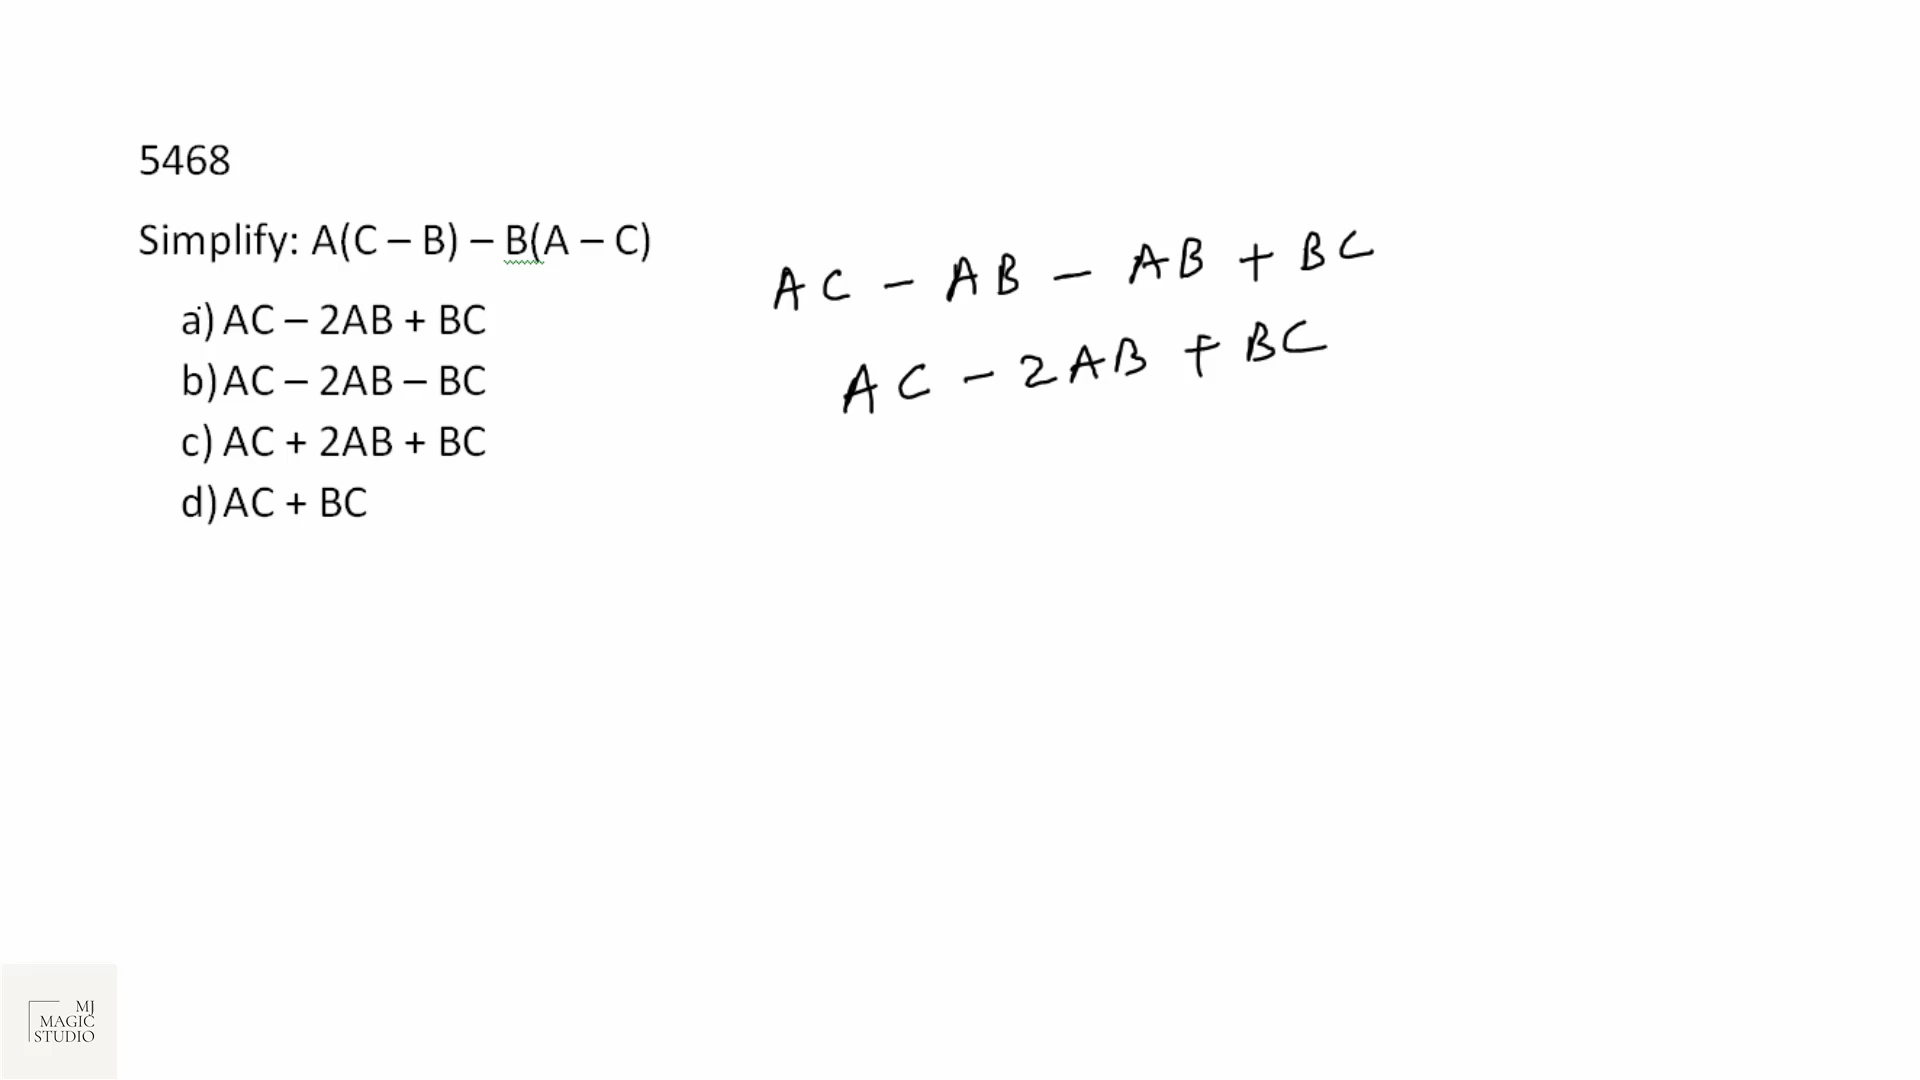 5468
Simplify: A(C – B) – B(A – C)
a) AC – 2AB + BC
b) AC – 2AB – BC
c) AC + 2AB + BC
d) AC + BC
AC - AB - AB + BC
AC - 2AB + BC
MJ
MAGIC
STUDIO